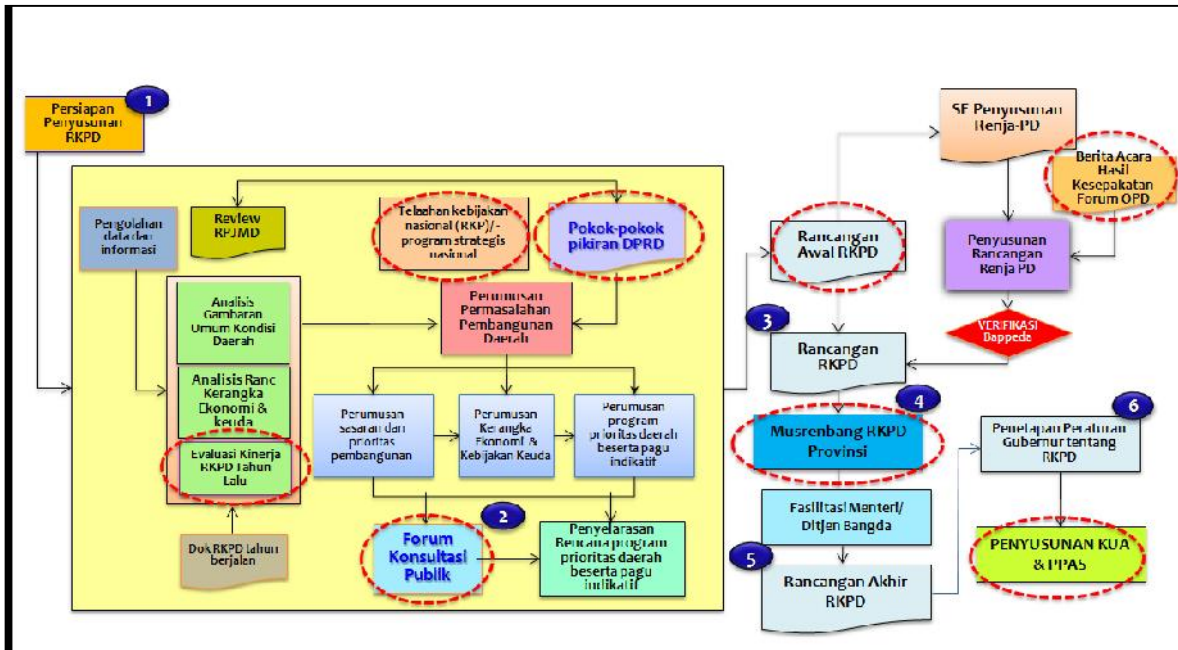 1
Persiapan
Penyusunan
RKPD
Pengolahan
data dan
informasi
Review
RPJMD
Telaahan kebijakan
nasional (RKP)/-
program strategis
nasional
Pokok-pokok
pikiran DPRD
Analisis
Gambaran
Umum Kondisi
Daerah
Analisis Ranc
Kerangka
Ekonomi &
keuda
Evaluasi Kinerja
RKPD Tahun
Lalu
Dok RKPD tahun
berjalan
Perumusan
Permasalahan
Pembangunan
Daerah
Perumusan
sasaran dan
prioritas
pembangunan
Perumusan
Kerangka
Ekonomi &
Kebijakan Keuda
Perumusan
program
prioritas daerah
beserta pagu
indikatif
2
Forum
Konsultasi
Publik
Penyelarasan
Rencana program
prioritas daerah
beserta pagu
indikatif
Rancangan
Awal RKPD
SE Penyusunan
Renja-PD
Berita Acara
Hasil
Kesepakatan
Forum OPD
Penyusunan
Rancangan
Renja PD
VERIFIKASI
Bappeda
3
Rancangan
RKPD
4
Musrenbang RKPD
Provinsi
Fasilitasi Menteri/
Ditjen Bangda
5
Rancangan Akhir
RKPD
6
Penetapan Peraturan
Gubernur tentang
RKPD
PENYUSUNAN KUA
& PPAS